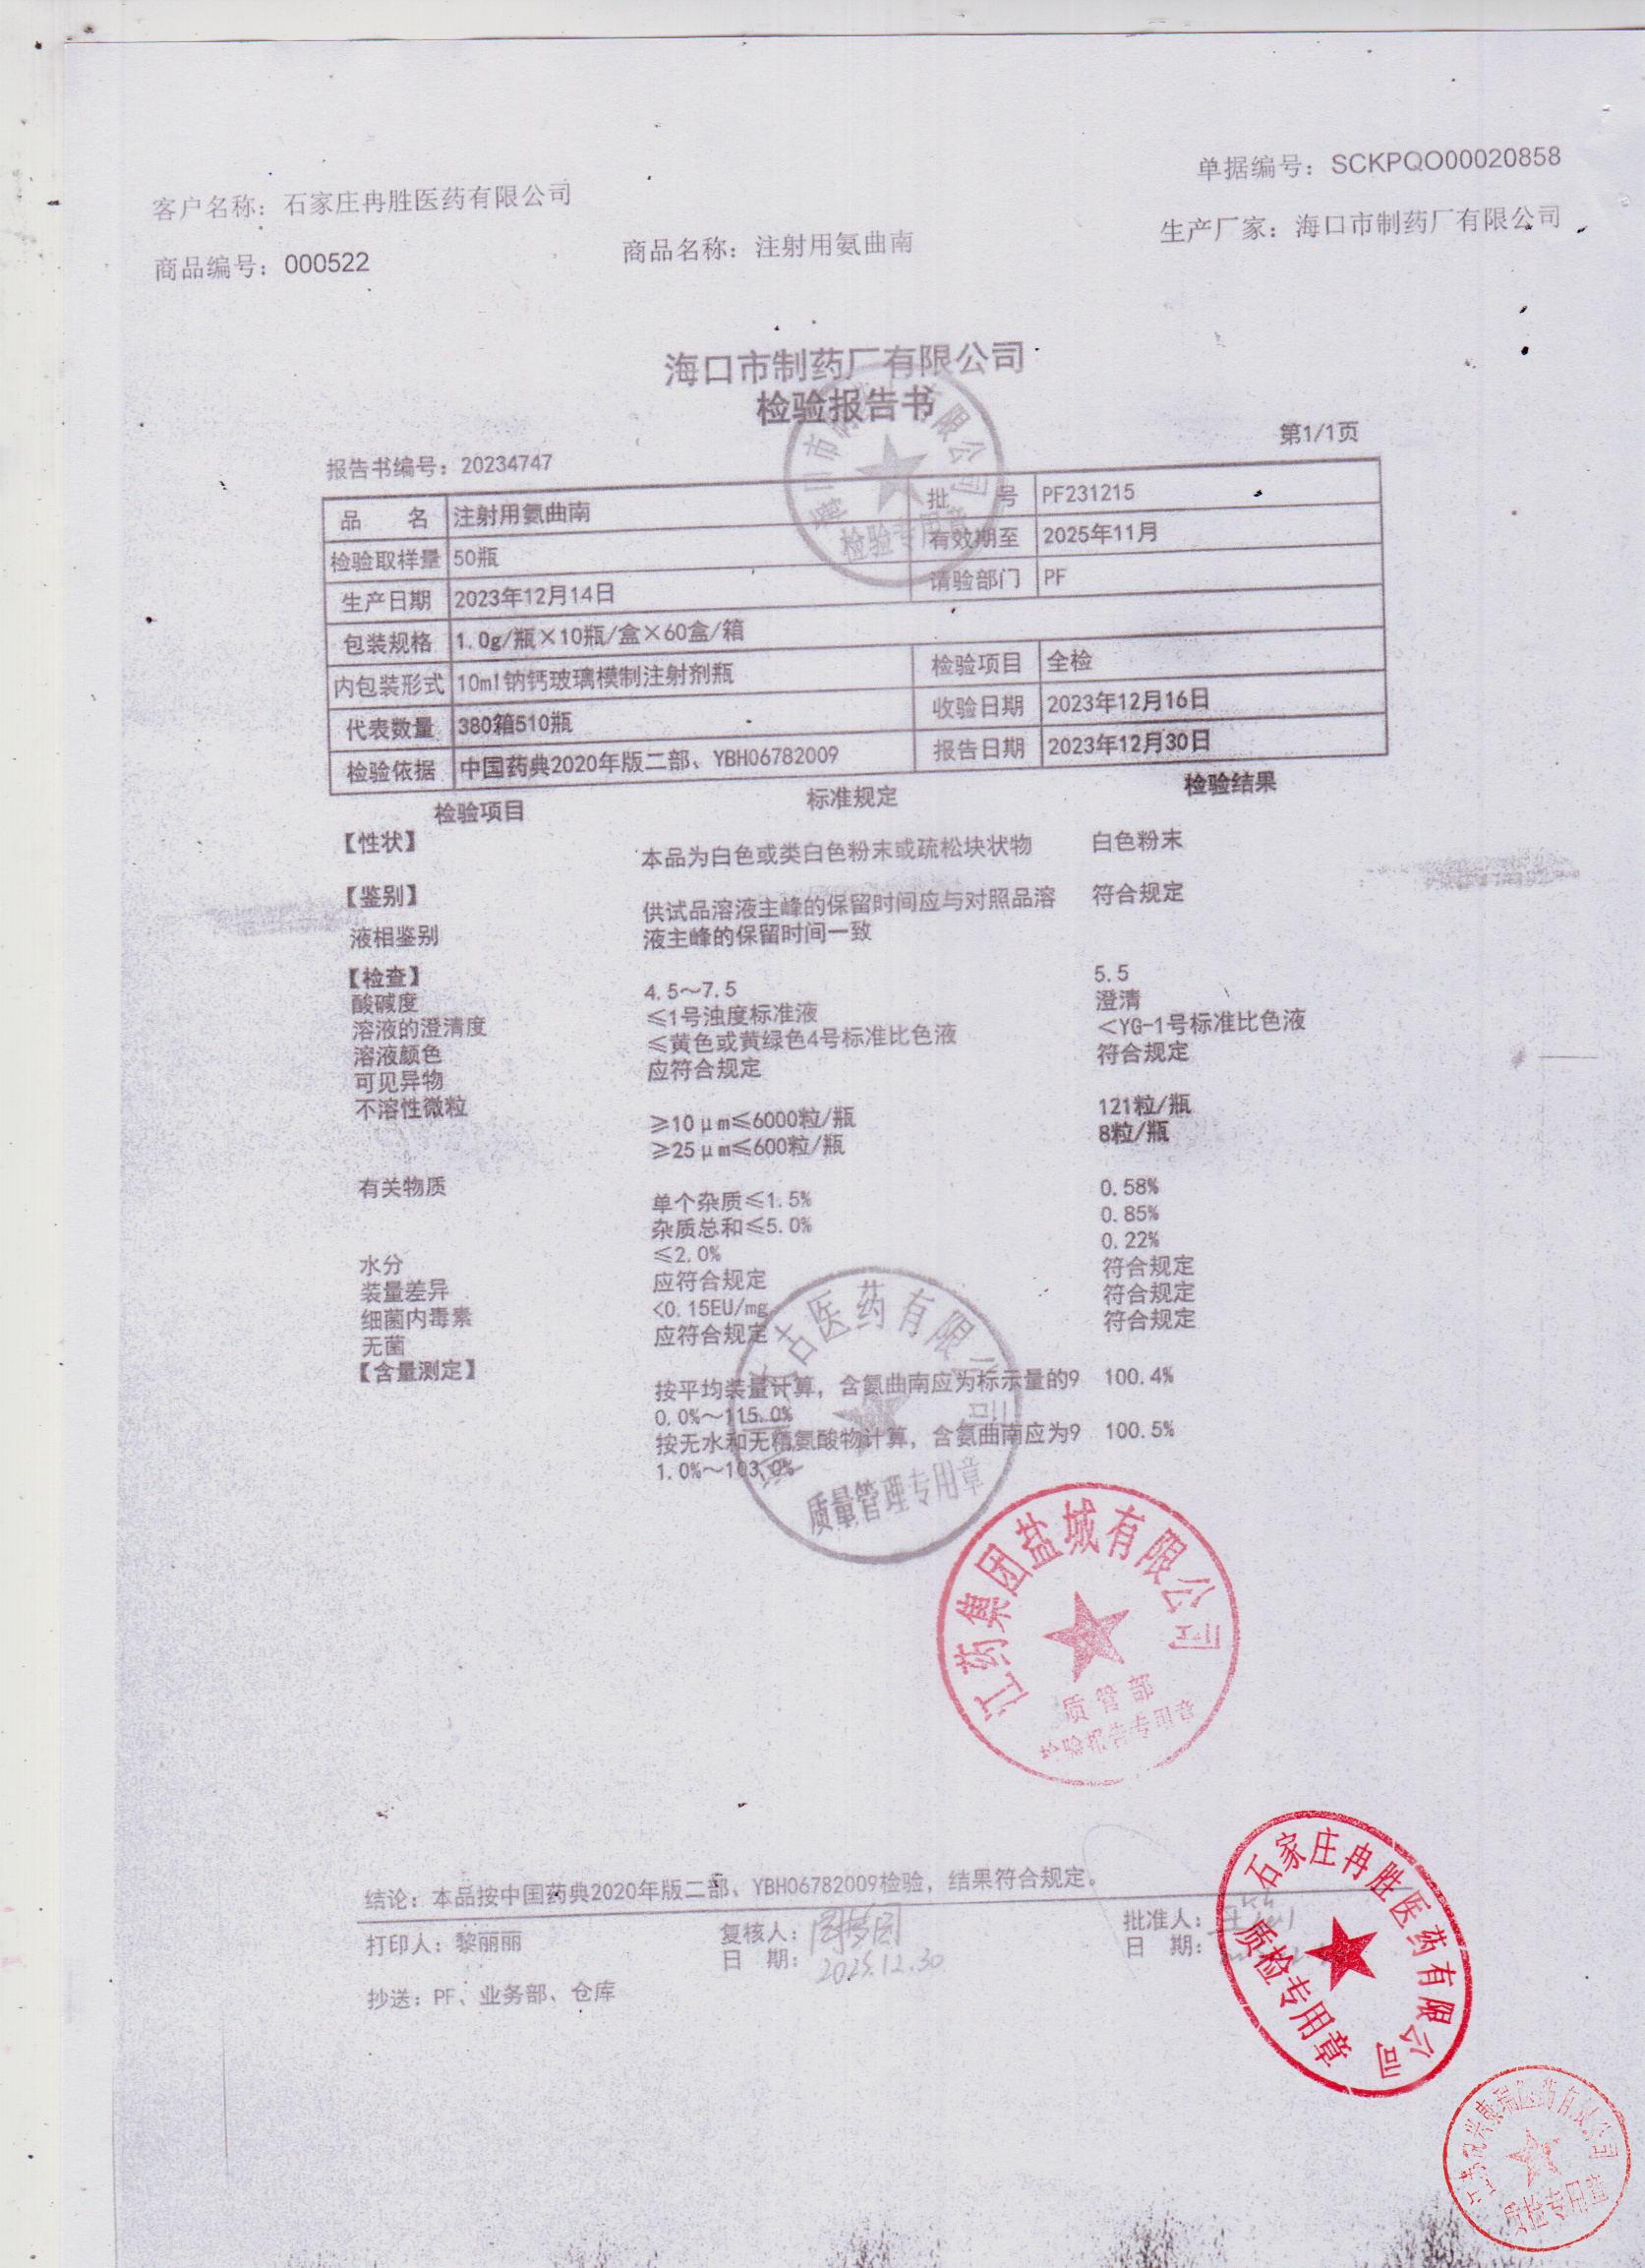 单据编号：SCKPQO00020858
客户名称：石家庄冉胜医药有限公司
生产厂家：海口市制药厂有限公司
商品编号：000522
商品名称：注射用氨曲南
海口市制药厂有限公司
检验报告书
第1/1页
报告书编号：20234747
品 名 注射用氨曲南 批 号 PF231215
检验取样量 50瓶 有效期至 2025年11月
生产日期 2023年12月14日 请验部门 PF
包装规格 1.0g/瓶×10瓶/盒×60盒/箱
内包装形式 10ml钠钙玻璃模制注射剂瓶 检验项目 全检
代表数量 380箱510瓶 收验日期 2023年12月16日
检验依据 中国药典2020年版二部、YBH06782009 报告日期 2023年12月30日
检验项目 标准规定 检验结果
【性状】 本品为白色或类白色粉末或疏松块状物 白色粉末
【鉴别】
液相鉴别 供试品溶液主峰的保留时间应与对照品溶 符合规定
液主峰的保留时间一致
【检查】
酸碱度 4.5～7.5 5.5
溶液的澄清度 ≤1号浊度标准液 澄清
溶液颜色 ≤黄色或黄绿色4号标准比色液 <YG-1号标准比色液
可见异物 应符合规定 符合规定
不溶性微粒
≥10μm≤6000粒/瓶 121粒/瓶
≥25μm≤600粒/瓶 8粒/瓶
有关物质
单个杂质≤1.5% 0.58%
杂质总和≤5.0% 0.85%
水分 ≤2.0% 0.22%
装量差异 应符合规定 符合规定
细菌内毒素 <0.15EU/mg 符合规定
无菌 应符合规定 符合规定
【含量测定】
按平均装量计算，含氨曲南应为标示量的9 100.4%
0.0%～115.0%
按无水和无精氨酸物计算，含氨曲南应为9 100.5%
1.0%～103.0%
医药有限公司
质量管理专用章
江药集团盐城有限公司
质管部
检验报告专用章
结论：本品按中国药典2020年版二部、YBH06782009检验，结果符合规定。
打印人：黎丽丽 复核人： 批准人：
日 期： 日 期：
抄送：PF、业务部、仓库
石家庄冉胜医药有限公司
质检专用章